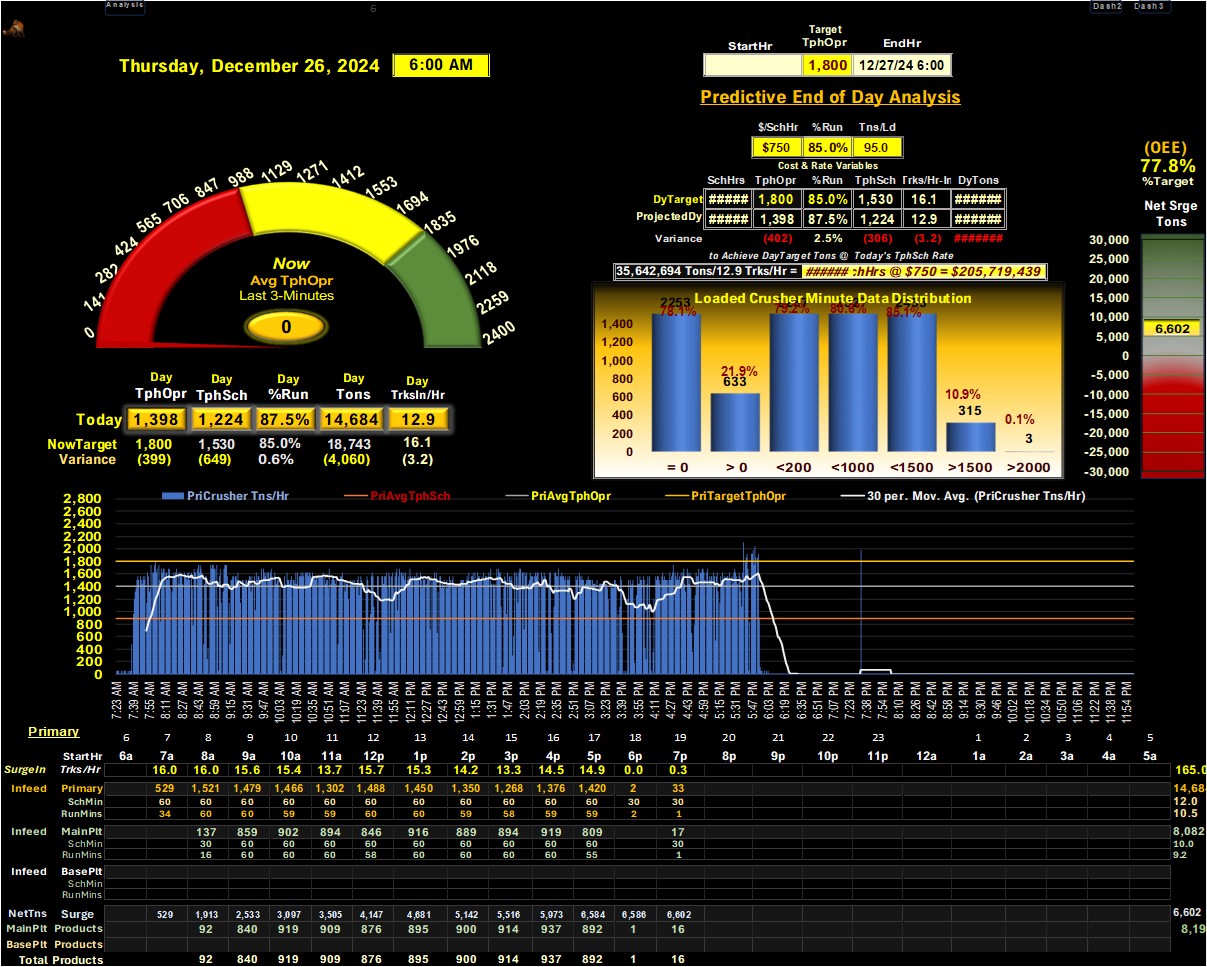 Analysis 6 Dash2 Dash3
Target
StartHr TphOpr EndHr
Thursday, December 26, 2024 6:00 AM
1,800 12/27/24 6:00
Predictive End of Day Analysis
$/SchHr %Run Tns/Ld
$750 85.0% 95.0
Cost & Rate Variables
SchHrs TphOpr %Run TphSch Trks/Hr-In DyTons
DyTarget ##### 1,800 85.0% 1,530 16.1 ######
ProjectedDy ##### 1,398 87.5% 1,224 12.9 ######
Variance (402) 2.5% (306) (3.2) #######
to Achieve DayTarget Tons @ Today's TphSch Rate
35,642,694 Tons/12.9 Trks/Hr = ###### :hHrs @ $750 = $205,719,439
(OEE)
77.8%
%Target
Net Srge
Tons
30,000
25,000
20,000
15,000
10,000
6,602
5,000
0
-5,000
-10,000
-15,000
-20,000
-25,000
-30,000
0 141 282 424 565 706 847 988 1129 1271 1412 1553 1694 1835 1976 2118 2259 2400
Now
Avg TphOpr
Last 3-Minutes
0
Day Day Day Day Day
TphOpr TphSch %Run Tons TrksIn/Hr
Today 1,398 1,224 87.5% 14,684 12.9
NowTarget 1,800 1,530 85.0% 18,743 16.1
Variance (399) (649) 0.6% (4,060) (3.2)
Loaded Crusher Minute Data Distribution
2253
78.1% 79.2% 80.6% 85.1%
1,400
1,200
1,000
800
600
400
200
0
21.9%
633
10.9%
315
0.1%
3
= 0 > 0 <200 <1000 <1500 >1500 >2000
PriCrusher Tns/Hr PriAvgTphSch PriAvgTphOpr PriTargetTphOpr 30 per. Mov. Avg. (PriCrusher Tns/Hr)
2,800
2,600
2,400
2,200
2,000
1,800
1,600
1,400
1,200
1,000
800
600
400
200
0
7:23 AM 7:39 AM 7:55 AM 8:11 AM 8:27 AM 8:43 AM 8:59 AM 9:15 AM 9:31 AM 9:47 AM 10:03 AM 10:19 AM 10:35 AM 10:51 AM 11:07 AM 11:23 AM 11:39 AM 11:55 AM 12:11 PM 12:27 PM 12:43 PM 12:59 PM 1:15 PM 1:31 PM 1:47 PM 2:03 PM 2:19 PM 2:35 PM 2:51 PM 3:07 PM 3:23 PM 3:39 PM 3:55 PM 4:11 PM 4:27 PM 4:43 PM 4:59 PM 5:15 PM 5:31 PM 5:47 PM 6:03 PM 6:19 PM 6:35 PM 6:51 PM 7:07 PM 7:23 PM 7:38 PM 7:54 PM 8:10 PM 8:26 PM 8:42 PM 8:58 PM 9:14 PM 9:30 PM 9:46 PM 10:02 PM 10:18 PM 10:34 PM 10:50 PM 11:06 PM 11:22 PM 11:38 PM 11:54 PM
Primary 6 7 8 9 10 11 12 13 14 15 16 17 18 19 20 21 22 23 1 2 3 4 5
StartHr 6a 7a 8a 9a 10a 11a 12p 1p 2p 3p 4p 5p 6p 7p 8p 9p 10p 11p 12a 1a 2a 3a 4a 5a
SurgeIn Trks/Hr 16.0 16.0 15.6 15.4 13.7 15.7 15.3 14.2 13.3 14.5 14.9 0.0 0.3 165.0
Infeed Primary 529 1,521 1,479 1,466 1,302 1,488 1,450 1,350 1,268 1,376 1,420 2 33 14,684
SchMin 60 60 60 60 60 60 60 60 60 60 60 30 30 12.0
RunMins 34 60 60 59 59 60 60 60 59 58 59 2 1 10.5
Infeed MainPlt 137 859 902 894 846 916 889 894 919 809 17 8,082
SchMin 30 60 60 60 60 60 60 60 60 60 30 10.0
RunMins 16 60 60 60 58 60 60 60 60 55 1 9.2
Infeed BasePlt
SchMin
RunMins
NetTns Surge 529 1,913 2,533 3,097 3,505 4,147 4,681 5,142 5,516 5,973 6,584 6,586 6,602 6,602
MainPlt Products 92 840 919 909 876 895 900 914 937 892 1 16 8,19
BasePlt Products
Total Products 92 840 919 909 876 895 900 914 937 892 1 16